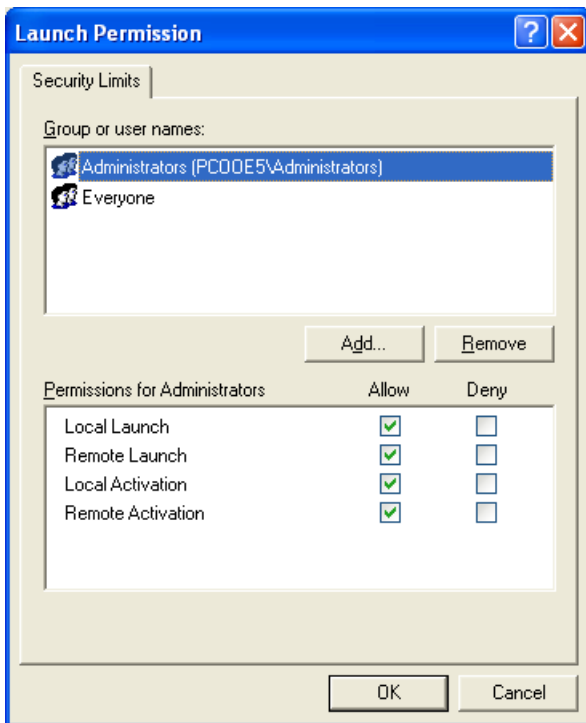 Launch Permission
Security Limits
Group or user names:
Administrators (PC00E5\Administrators)
Everyone
Add... Remove
Permissions for Administrators Allow Deny
Local Launch
Remote Launch
Local Activation
Remote Activation
OK Cancel